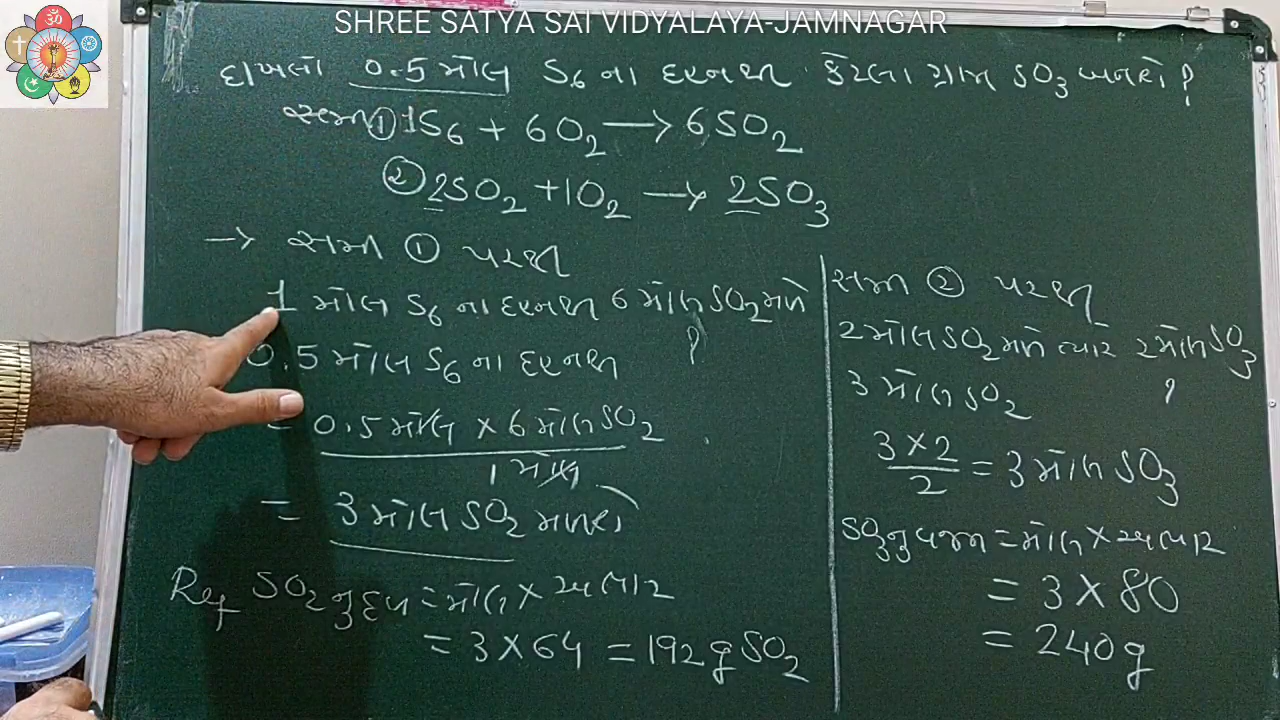 SHREE SATYA SAI VIDYALAYA-JAMNAGAR
દાખલો 0.5 મોલ S₆ ના દહનથી કેટલા ગ્રામ SO₃ બનશે ?
સમી ① 1S₆ + 6O₂ → 6SO₂
② 2SO₂ + 1O₂ → 2SO₃
→ સમી ① પરથી
1 મોલ S₆ ના દહનથી 6 મોલ SO₂ મળે
0.5 મોલ S₆ ના દહનથી ?
= 0.5 મોલ × 6 મોલ SO₂
1 મોલ
= 3 મોલ SO₂ મળશે
Ref SO₂ નું દળ = મોલ × અણુભાર
= 3 × 64 = 192 g SO₂
સમી ② પરથી
2 મોલ SO₂ મળે ત્યારે 2 મોલ SO₃
3 મોલ SO₂ ?
3 × 2
2
= 3 મોલ SO₃
SO₃ નું વજન = મોલ × અણુભાર
= 3 × 80
= 240 g